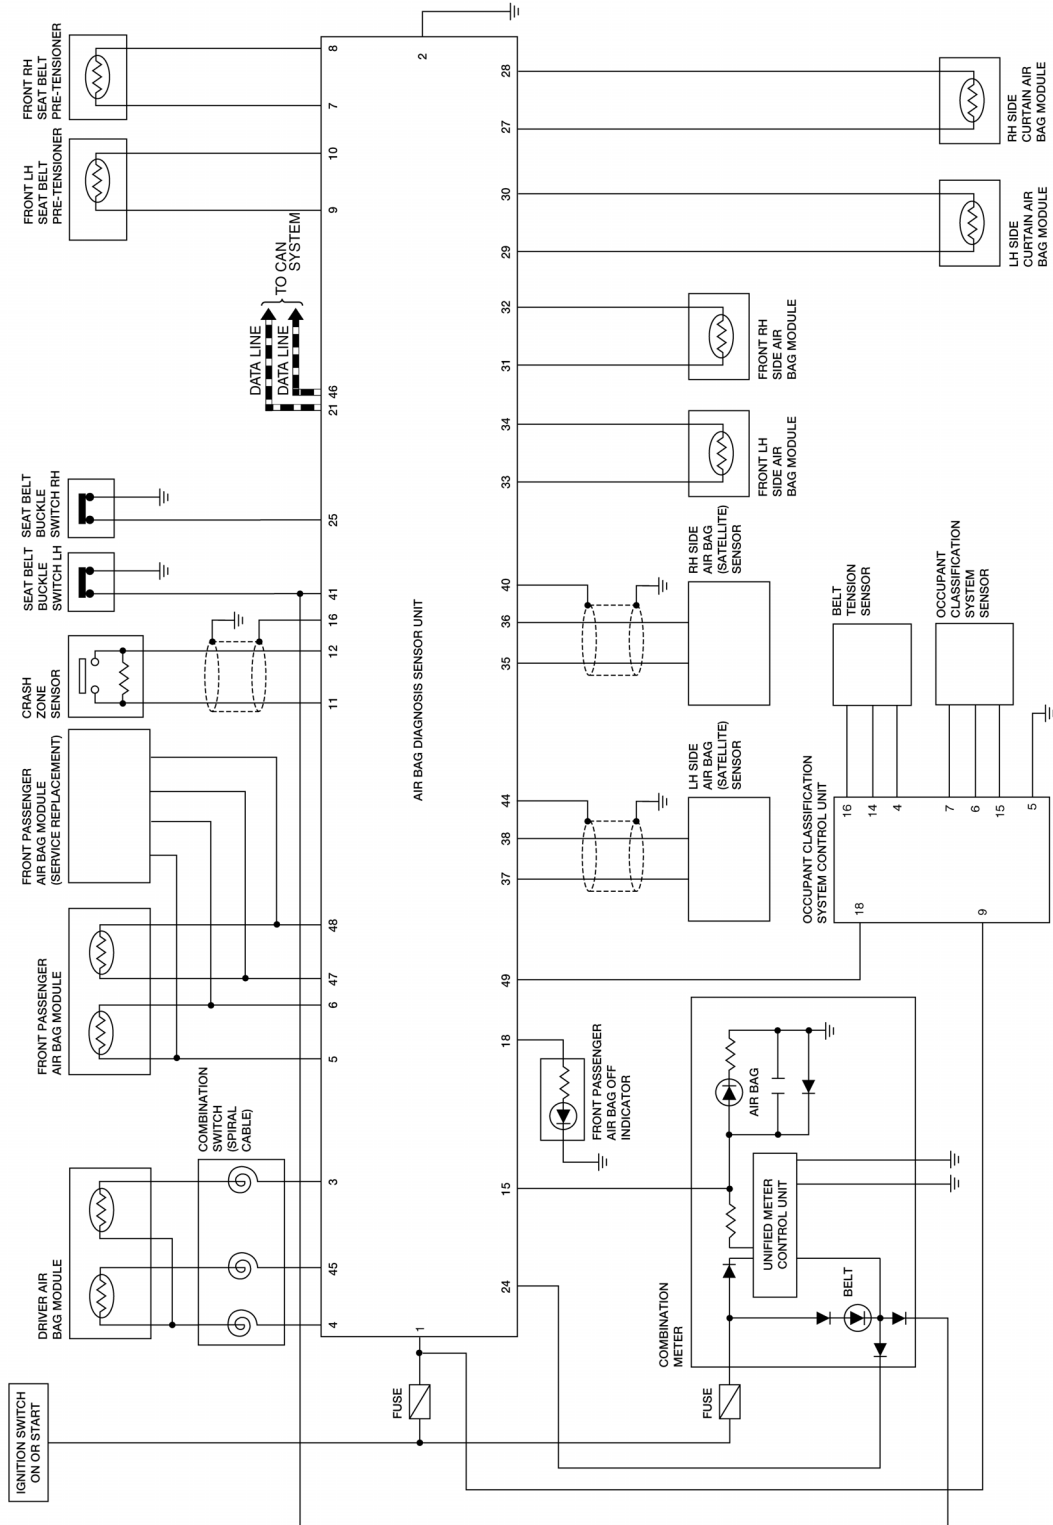 IGNITION SWITCH
ON OR START
DRIVER AIR
BAG MODULE
COMBINATION
SWITCH
(SPIRAL
CABLE)
FRONT PASSENGER
AIR BAG MODULE
FRONT PASSENGER
AIR BAG MODULE
(SERVICE REPLACEMENT)
CRASH
ZONE
SENSOR
SEAT BELT
BUCKLE
SWITCH LH
SEAT BELT
BUCKLE
SWITCH RH
DATA LINE
DATA LINE
TO CAN
SYSTEM
FRONT LH
SEAT BELT
PRE-TENSIONER
FRONT RH
SEAT BELT
PRE-TENSIONER
4
45
3
5
6
47
48
11
12
16
41
25
21
46
9
10
7
8
FUSE
1
AIR BAG DIAGNOSIS SENSOR UNIT
2
24
15
18
49
37
38
44
35
36
40
33
34
31
32
29
30
27
28
FRONT PASSENGER
AIR BAG OFF
INDICATOR
LH SIDE
AIR BAG
(SATELLITE)
SENSOR
RH SIDE
AIR BAG
(SATELLITE)
SENSOR
FRONT LH
SIDE AIR
BAG MODULE
FRONT RH
SIDE AIR
BAG MODULE
LH SIDE
CURTAIN AIR
BAG MODULE
RH SIDE
CURTAIN AIR
BAG MODULE
COMBINATION
METER
FUSE
AIR BAG
UNIFIED METER
CONTROL UNIT
BELT
OCCUPANT CLASSIFICATION
SYSTEM CONTROL UNIT
18
9
16
14
4
7
6
15
5
BELT
TENSION
SENSOR
OCCUPANT
CLASSIFICATION
SYSTEM
SENSOR